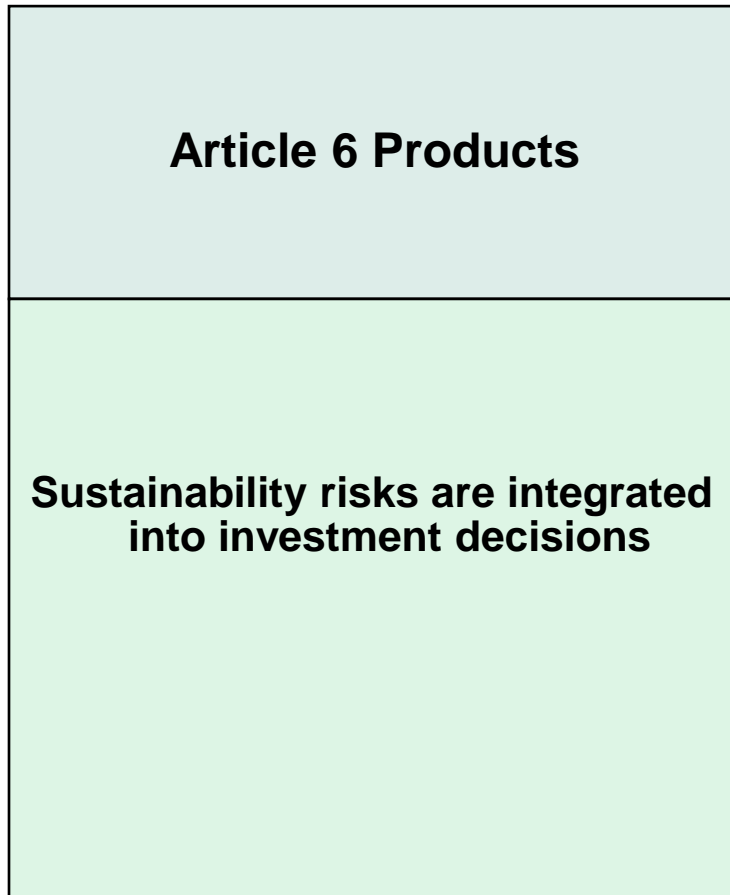 Article 6 Products
Sustainability risks are integrated
into investment decisions